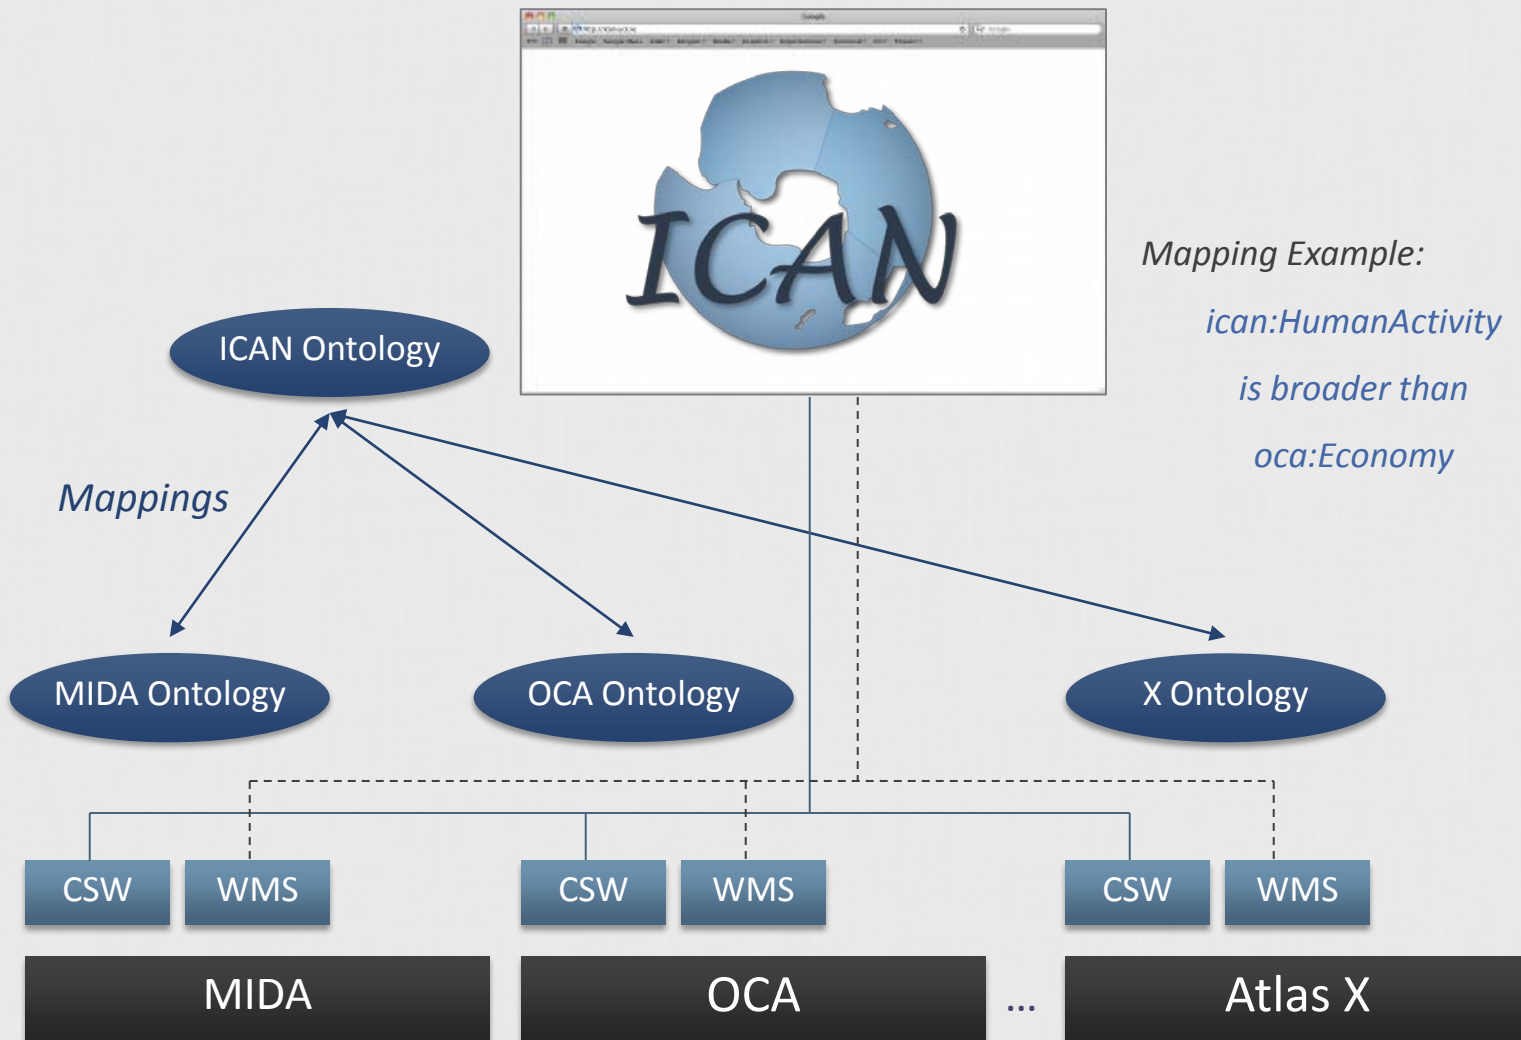 Google
ICAN
Mapping Example:
ican:HumanActivity
is broader than
oca:Economy
ICAN Ontology
Mappings
MIDA Ontology
OCA Ontology
X Ontology
CSW
WMS
CSW
WMS
CSW
WMS
MIDA
OCA
...
Atlas X